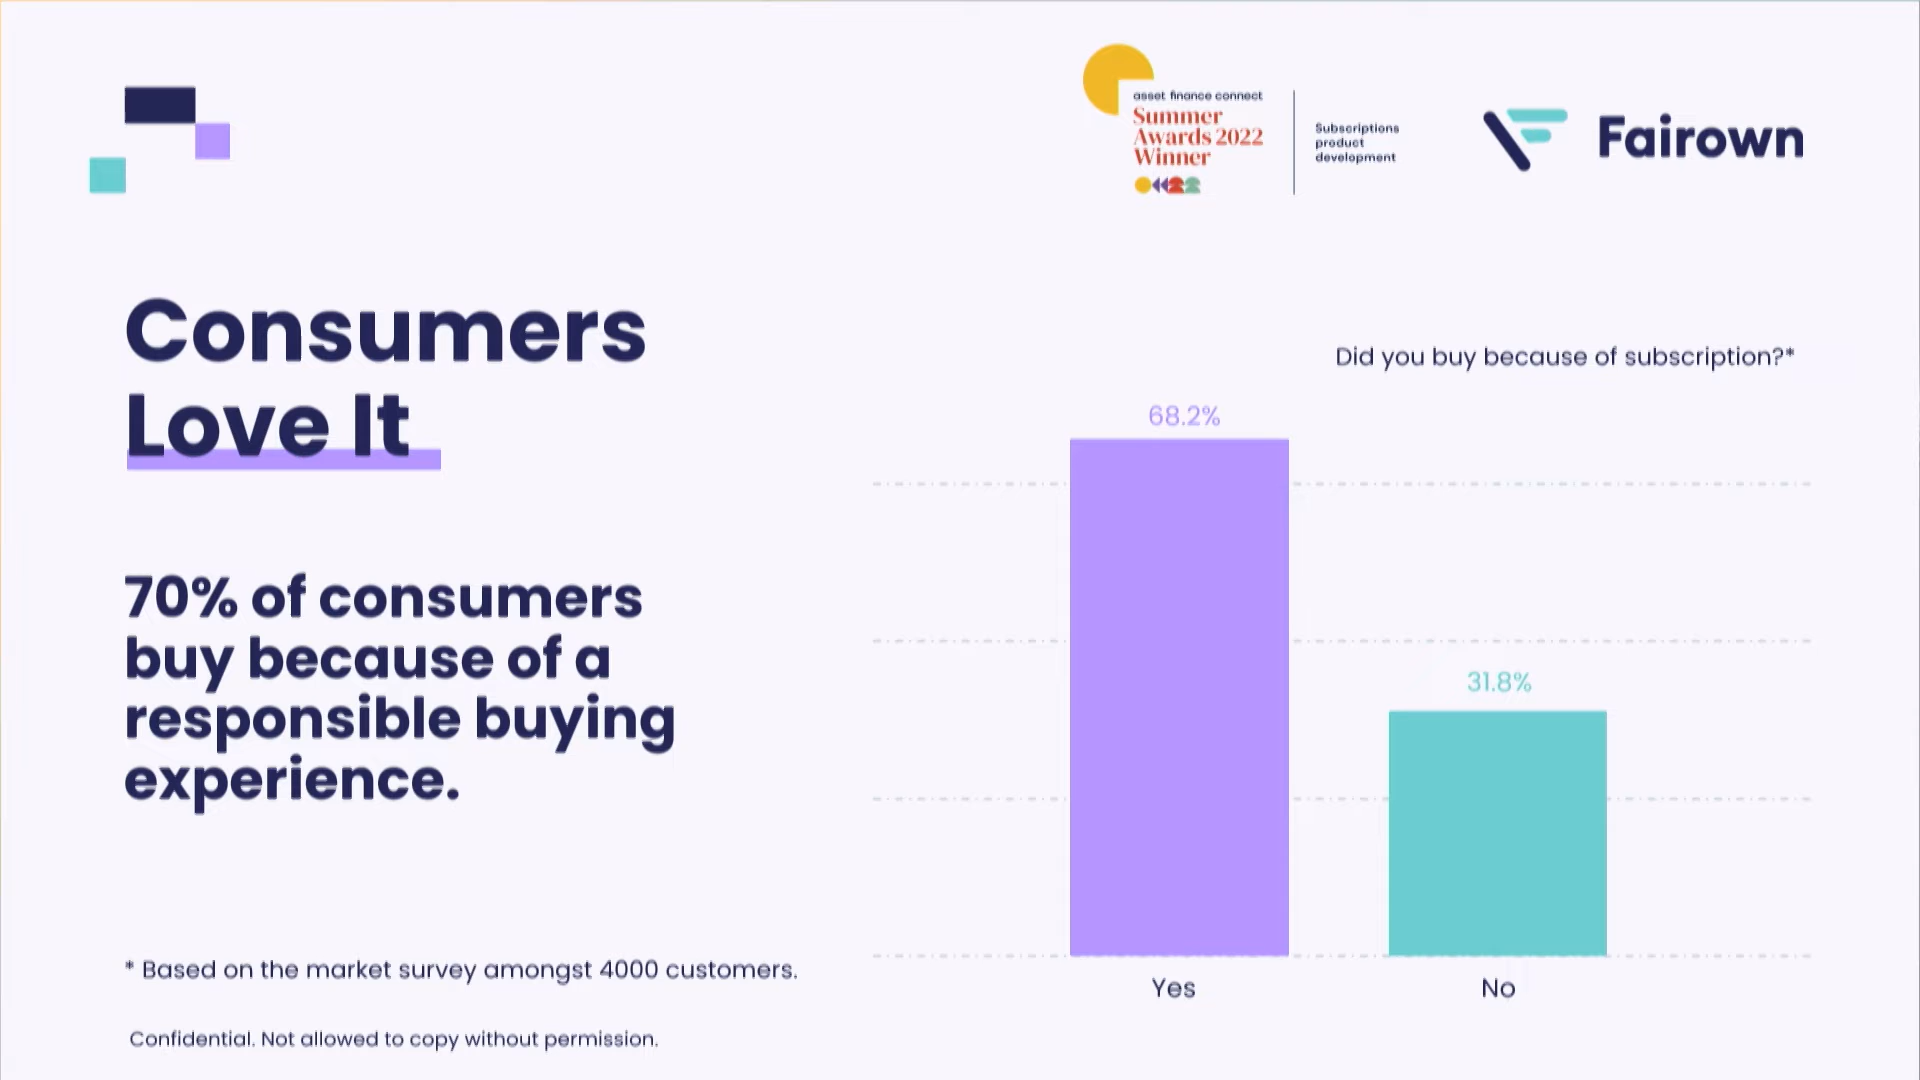 asset finance connect
Summer
Awards 2022
Winner
Subscriptions
product
development
Fairown
Consumers
Love It
70% of consumers
buy because of a
responsible buying
experience.
* Based on the market survey amongst 4000 customers.
Confidential. Not allowed to copy without permission.
Did you buy because of subscription?*
68.2%
31.8%
Yes
No